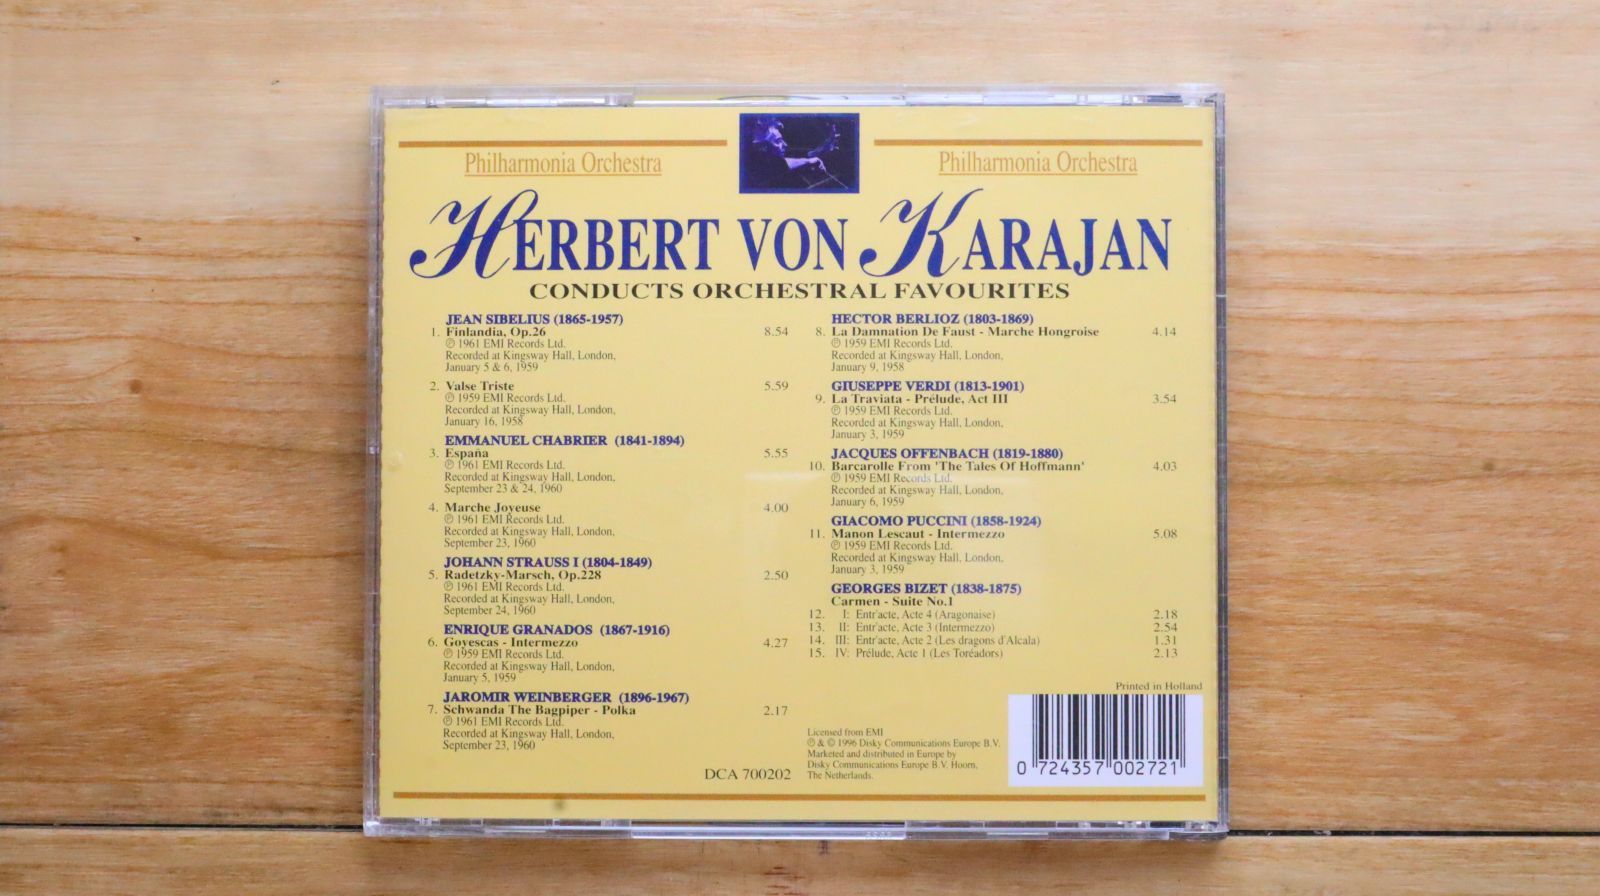 Philharmonia Orchestra
Philharmonia Orchestra
HERBERT VON KARAJAN
CONDUCTS ORCHESTRAL FAVOURITES
JEAN SIBELIUS (1865-1957)
1. Finlandia, Op.26 8.54
℗ 1961 EMI Records Ltd.
Recorded at Kingsway Hall, London,
January 5 & 6, 1959
2. Valse Triste 5.59
℗ 1959 EMI Records Ltd.
Recorded at Kingsway Hall, London,
January 16, 1958
EMMANUEL CHABRIER (1841-1894)
3. España 5.55
℗ 1961 EMI Records Ltd.
Recorded at Kingsway Hall, London,
September 23 & 24, 1960
4. Marche Joyeuse 4.00
℗ 1961 EMI Records Ltd.
Recorded at Kingsway Hall, London,
September 23, 1960
JOHANN STRAUSS I (1804-1849)
5. Radetzky-Marsch, Op.228 2.50
℗ 1961 EMI Records Ltd.
Recorded at Kingsway Hall, London,
September 24, 1960
ENRIQUE GRANADOS (1867-1916)
6. Goyescas - Intermezzo 4.27
℗ 1959 EMI Records Ltd.
Recorded at Kingsway Hall, London,
January 5, 1959
JAROMIR WEINBERGER (1896-1967)
7. Schwanda The Bagpiper - Polka 2.17
℗ 1961 EMI Records Ltd.
Recorded at Kingsway Hall, London,
September 23, 1960
HECTOR BERLIOZ (1803-1869)
8. La Damnation De Faust - Marche Hongroise 4.14
℗ 1959 EMI Records Ltd.
Recorded at Kingsway Hall, London,
January 9, 1958
GIUSEPPE VERDI (1813-1901)
9. La Traviata - Prélude, Act III 3.54
℗ 1959 EMI Records Ltd.
Recorded at Kingsway Hall, London,
January 3, 1959
JACQUES OFFENBACH (1819-1880)
10. Barcarolle From 'The Tales Of Hoffmann' 4.03
℗ 1959 EMI Records Ltd.
Recorded at Kingsway Hall, London,
January 6, 1959
GIACOMO PUCCINI (1858-1924)
11. Manon Lescaut - Intermezzo 5.08
℗ 1959 EMI Records Ltd.
Recorded at Kingsway Hall, London,
January 3, 1959
GEORGES BIZET (1838-1875)
Carmen - Suite No.1
12. I: Entr'acte, Acte 4 (Aragonaise) 2.18
13. II: Entr'acte, Acte 3 (Intermezzo) 2.54
14. III: Entr'acte, Acte 2 (Les dragons d'Alcala) 1.31
15. IV: Prélude, Acte 1 (Les Toréadors) 2.13
Printed in Holland
Licensed from EMI
℗ & © 1996 Disky Communications Europe B.V.
Marketed and distributed in Europe by
Disky Communications Europe B.V. Hoorn,
The Netherlands.
DCA 700202
0 724357 002721